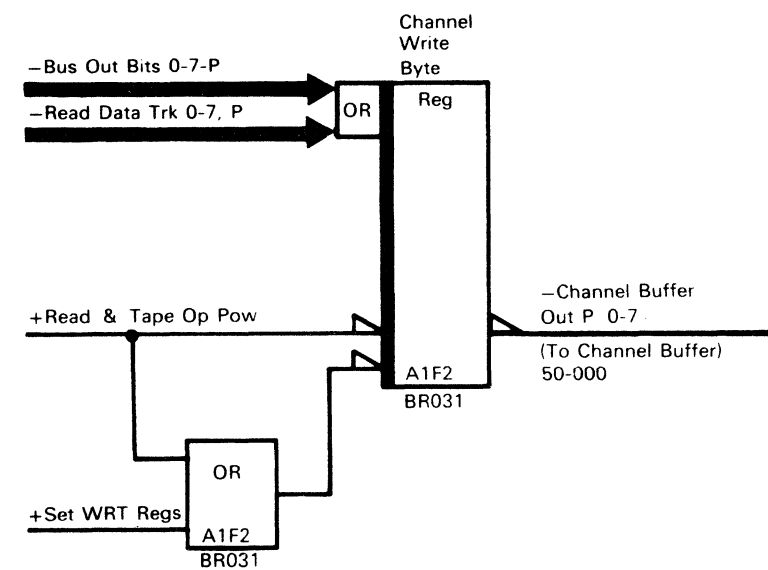 Channel
Write
Byte
Reg
−Bus Out Bits 0-7-P
OR
−Read Data Trk 0-7, P
+Read & Tape Op Pow
−Channel Buffer
Out P 0-7
(To Channel Buffer)
50-000
A1F2
BR031
OR
+Set WRT Regs
A1F2
BR031